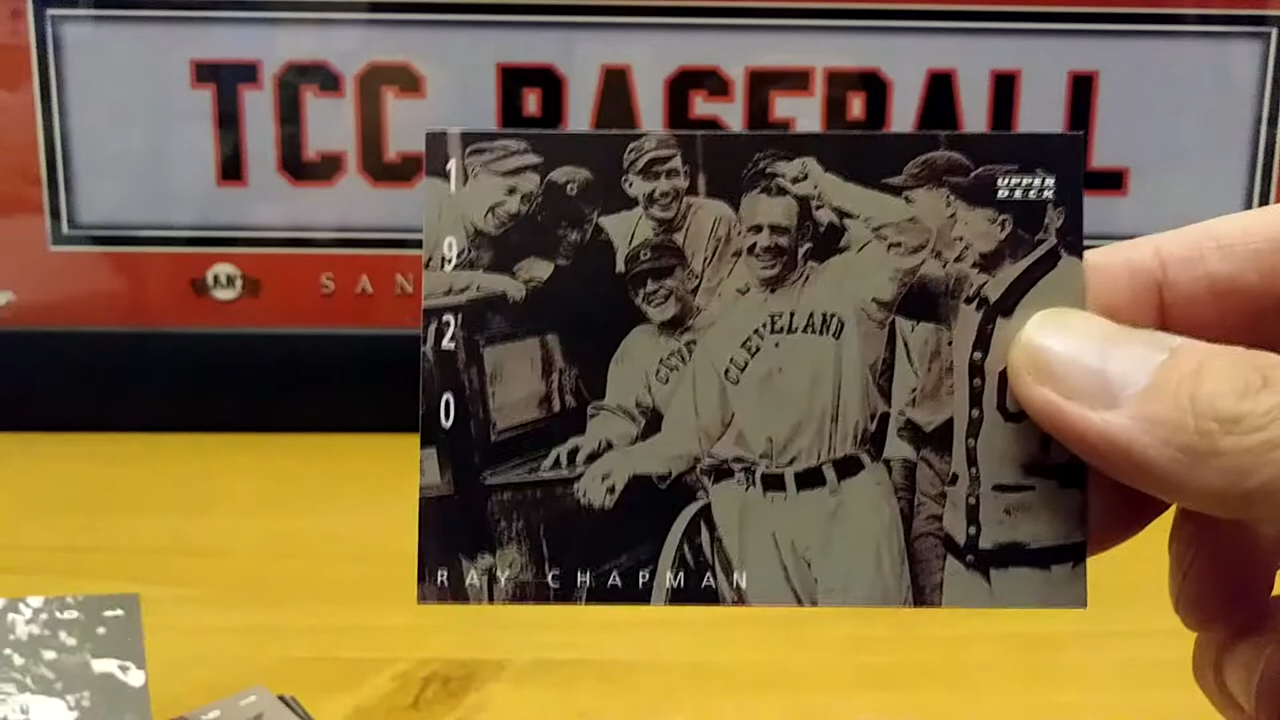 TCC BASEBALL
SAN
1
9
2
0
UPPER
DECK
CLEVELAND
RAY CHAPMAN